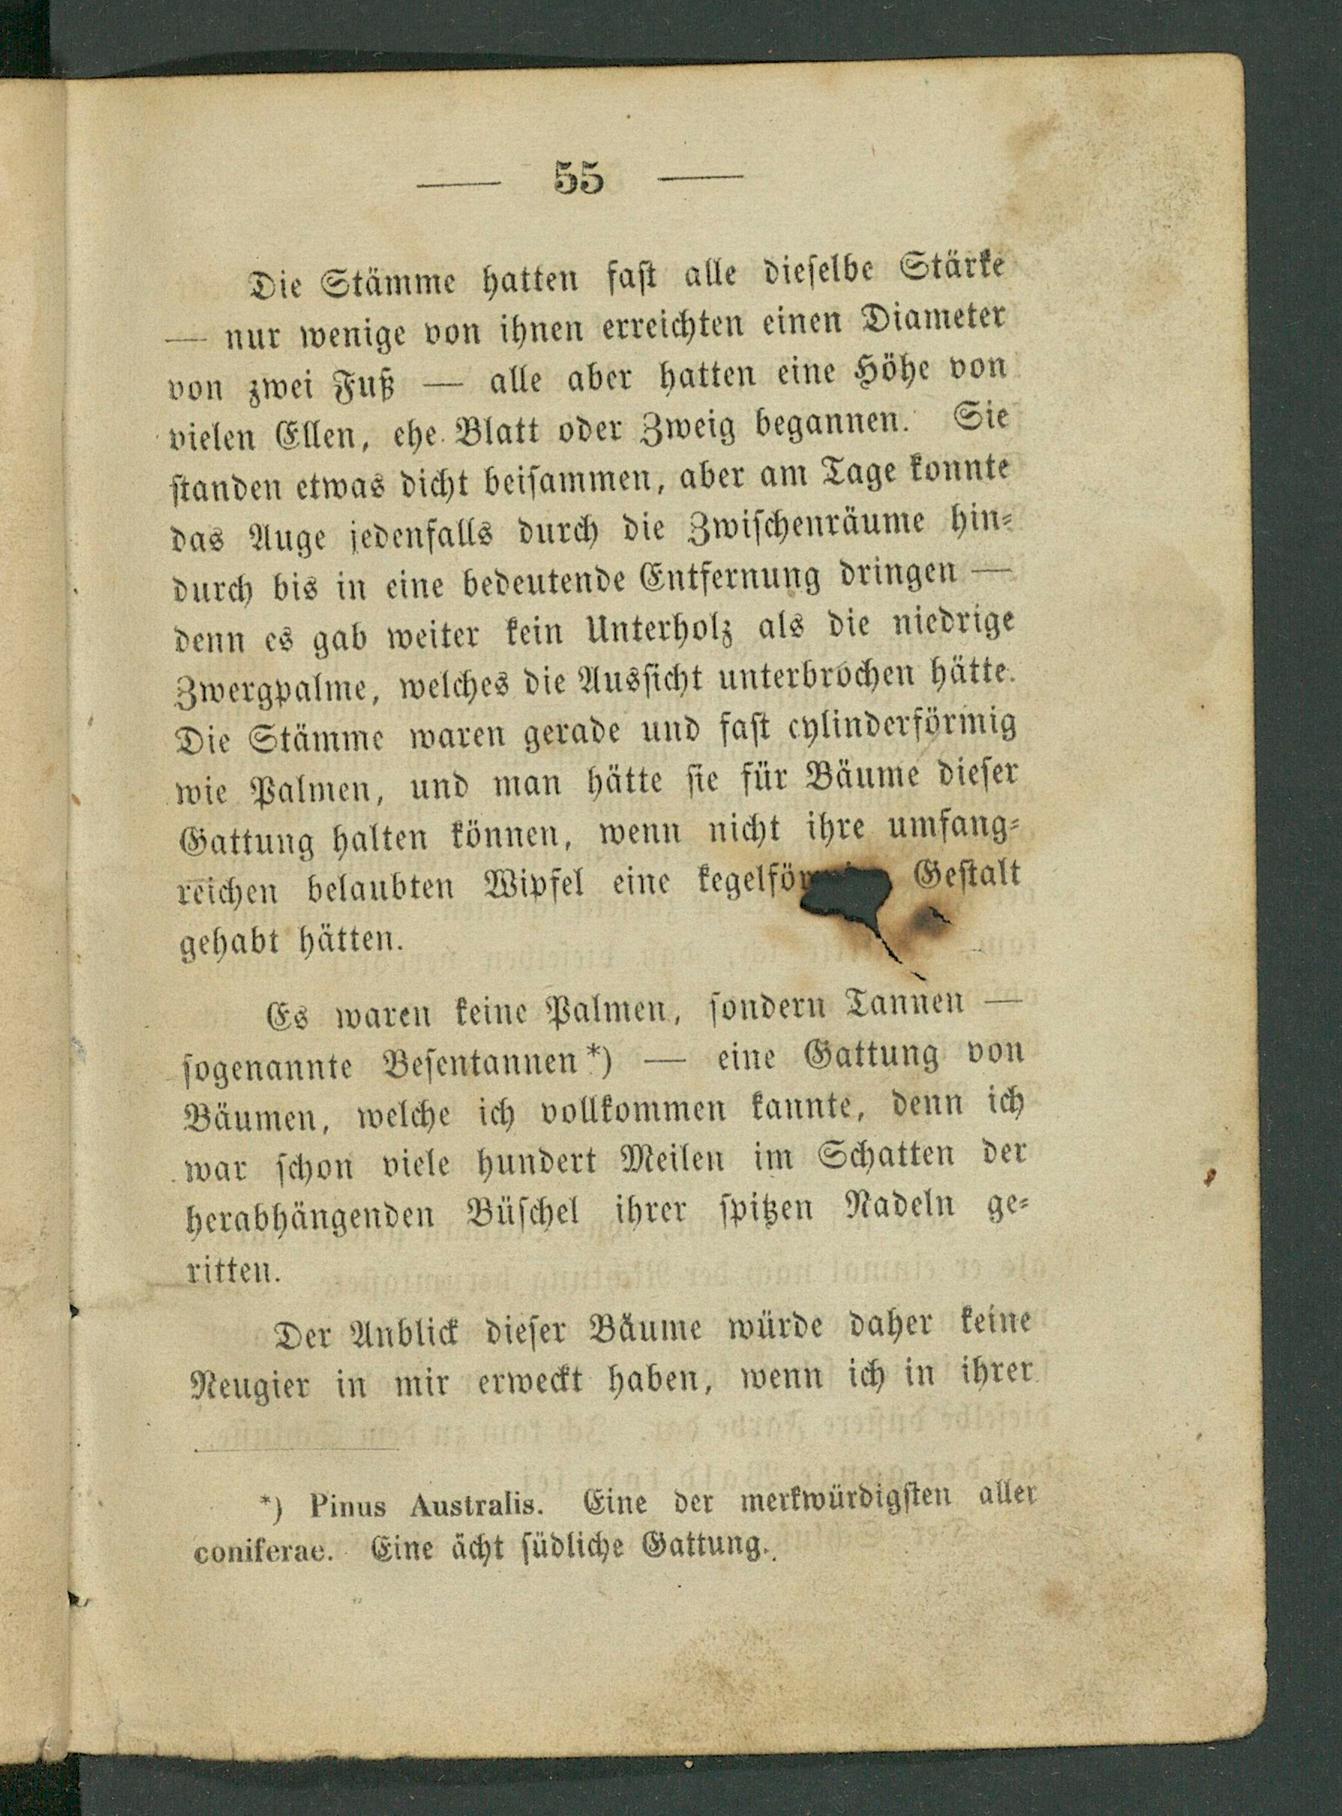 — 55 —
Die Stämme hatten fast alle dieselbe Stärke
— nur wenige von ihnen erreichten einen Diameter
von zwei Fuß — alle aber hatten eine Höhe von
vielen Ellen, ehe Blatt oder Zweig begannen. Sie
standen etwas dicht beisammen, aber am Tage konnte
das Auge jedenfalls durch die Zwischenräume hin-
durch bis in eine bedeutende Entfernung dringen —
denn es gab weiter kein Unterholz als die niedrige
Zwergpalme, welches die Aussicht unterbrochen hätte.
Die Stämme waren gerade und fast cylinderförmig
wie Palmen, und man hätte sie für Bäume dieser
Gattung halten können, wenn nicht ihre umfang-
reichen belaubten Wipfel eine Gestalt
gehabt hätten.
Es waren keine Palmen, sondern Tannen —
sogenannte Besentannen*) — eine Gattung von
Bäumen, welche ich vollkommen kannte, denn ich
war schon viele hundert Meilen im Schatten der
herabhängenden Büschel ihrer spitzen Nadeln ge-
ritten.
Der Anblick dieser Bäume würde daher keine
Neugier in mir erweckt haben, wenn ich in ihrer
*) Pinus Australis. Eine der merkwürdigsten aller
coniferae. Eine ächt südliche Gattung.